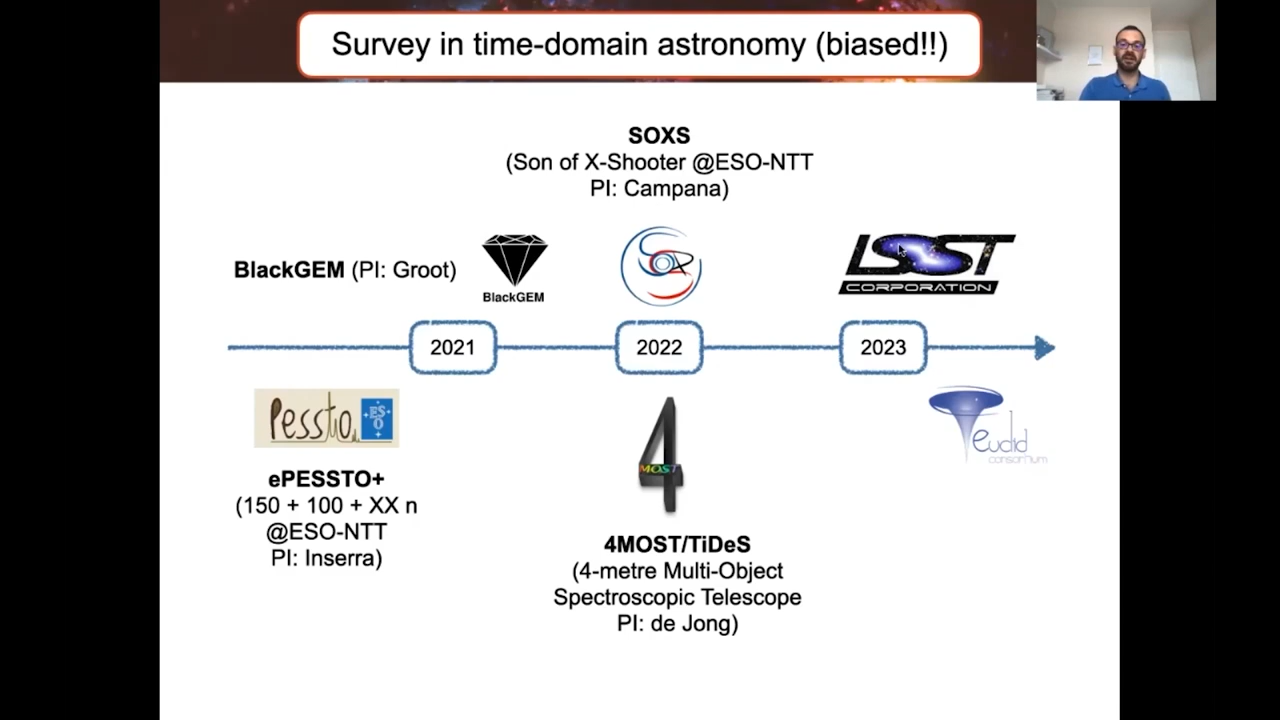 Survey in time-domain astronomy (biased!!)
SOXS
(Son of X-Shooter @ESO-NTT
PI: Campana)
BlackGEM (PI: Groot)
BlackGEM
LSST
CORPORATION
2021
2022
2023
Pessto
ESO
ePESSTO+
(150 + 100 + XX n
@ESO-NTT
PI: Inserra)
4
MOST
4MOST/TiDeS
(4-metre Multi-Object
Spectroscopic Telescope
PI: de Jong)
euclid
consortium